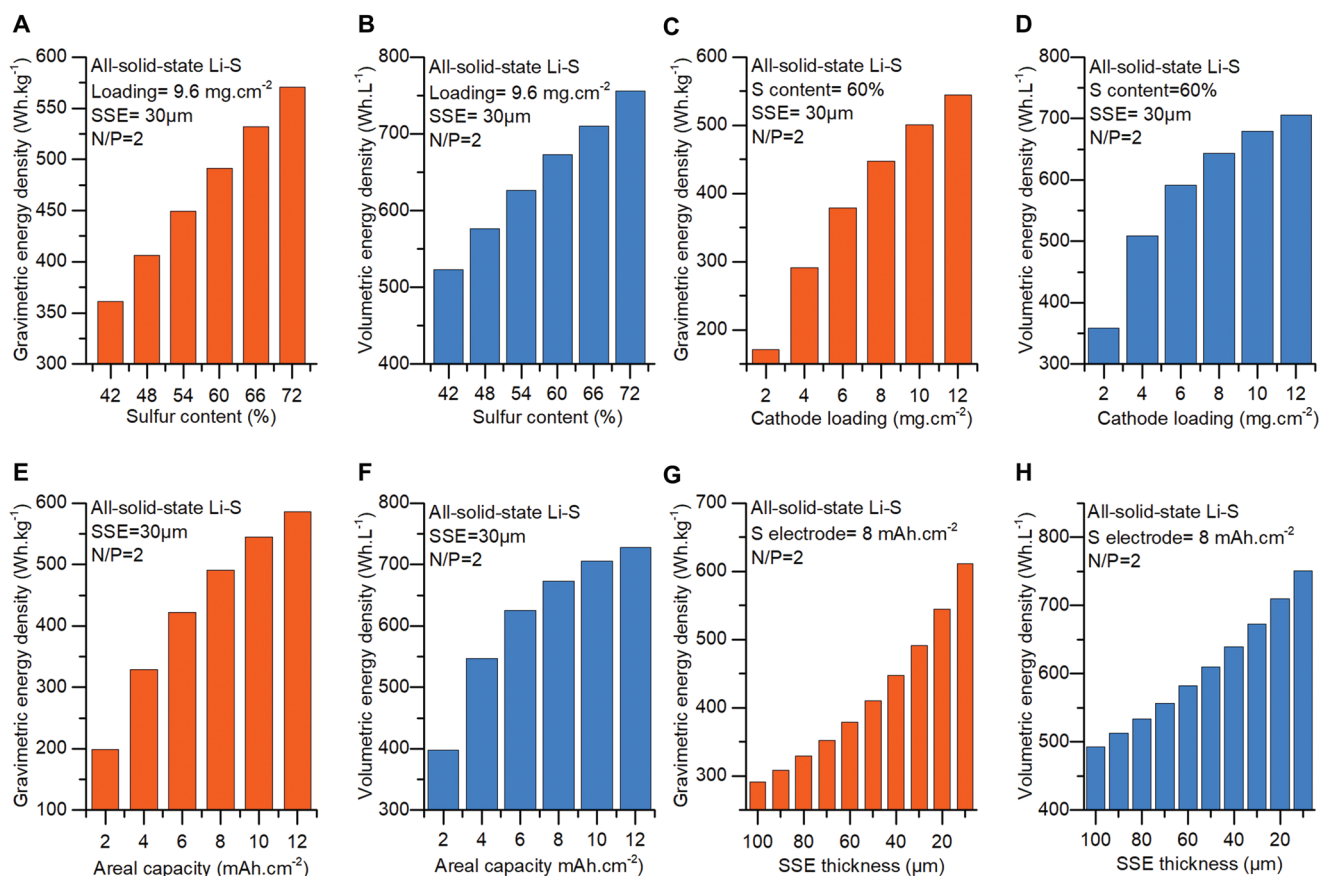 A
Gravimetric energy density (Wh.kg⁻¹)
600
550
500
450
400
350
300
All-solid-state Li-S
Loading= 9.6 mg.cm⁻²
SSE= 30µm
N/P=2
42 48 54 60 66 72
Sulfur content (%)
B
Volumetric energy density (Wh.L⁻¹)
800
700
600
500
400
All-solid-state Li-S
Loading= 9.6 mg.cm⁻²
SSE= 30µm
N/P=2
42 48 54 60 66 72
Sulfur content (%)
C
Gravimetric energy density (Wh.kg⁻¹)
600
500
400
300
200
All-solid-state Li-S
S content= 60%
SSE= 30µm
N/P=2
2 4 6 8 10 12
Cathode loading (mg.cm⁻²)
D
Volumetric energy density (Wh.L⁻¹)
800
700
600
500
400
300
All-solid-state Li-S
S content=60%
SSE= 30µm
N/P=2
2 4 6 8 10 12
Cathode loading (mg.cm⁻²)
E
Gravimetric energy density (Wh.kg⁻¹)
600
500
400
300
200
100
All-solid-state Li-S
SSE=30µm
N/P=2
2 4 6 8 10 12
Areal capacity (mAh.cm⁻²)
F
Volumetric energy density (Wh.L⁻¹)
800
700
600
500
400
300
All-solid-state Li-S
SSE=30µm
N/P=2
2 4 6 8 10 12
Areal capacity mAh.cm⁻²)
G
Gravimetric energy density (Wh.kg⁻¹)
700
600
500
400
300
All-solid-state Li-S
S electrode= 8 mAh.cm⁻²
N/P=2
100 80 60 40 20
SSE thickness (µm)
H
Volumetric energy density (Wh.L⁻¹)
800
700
600
500
400
All-solid-state Li-S
S electrode= 8 mAh.cm⁻²
N/P=2
100 80 60 40 20
SSE thickness (µm)